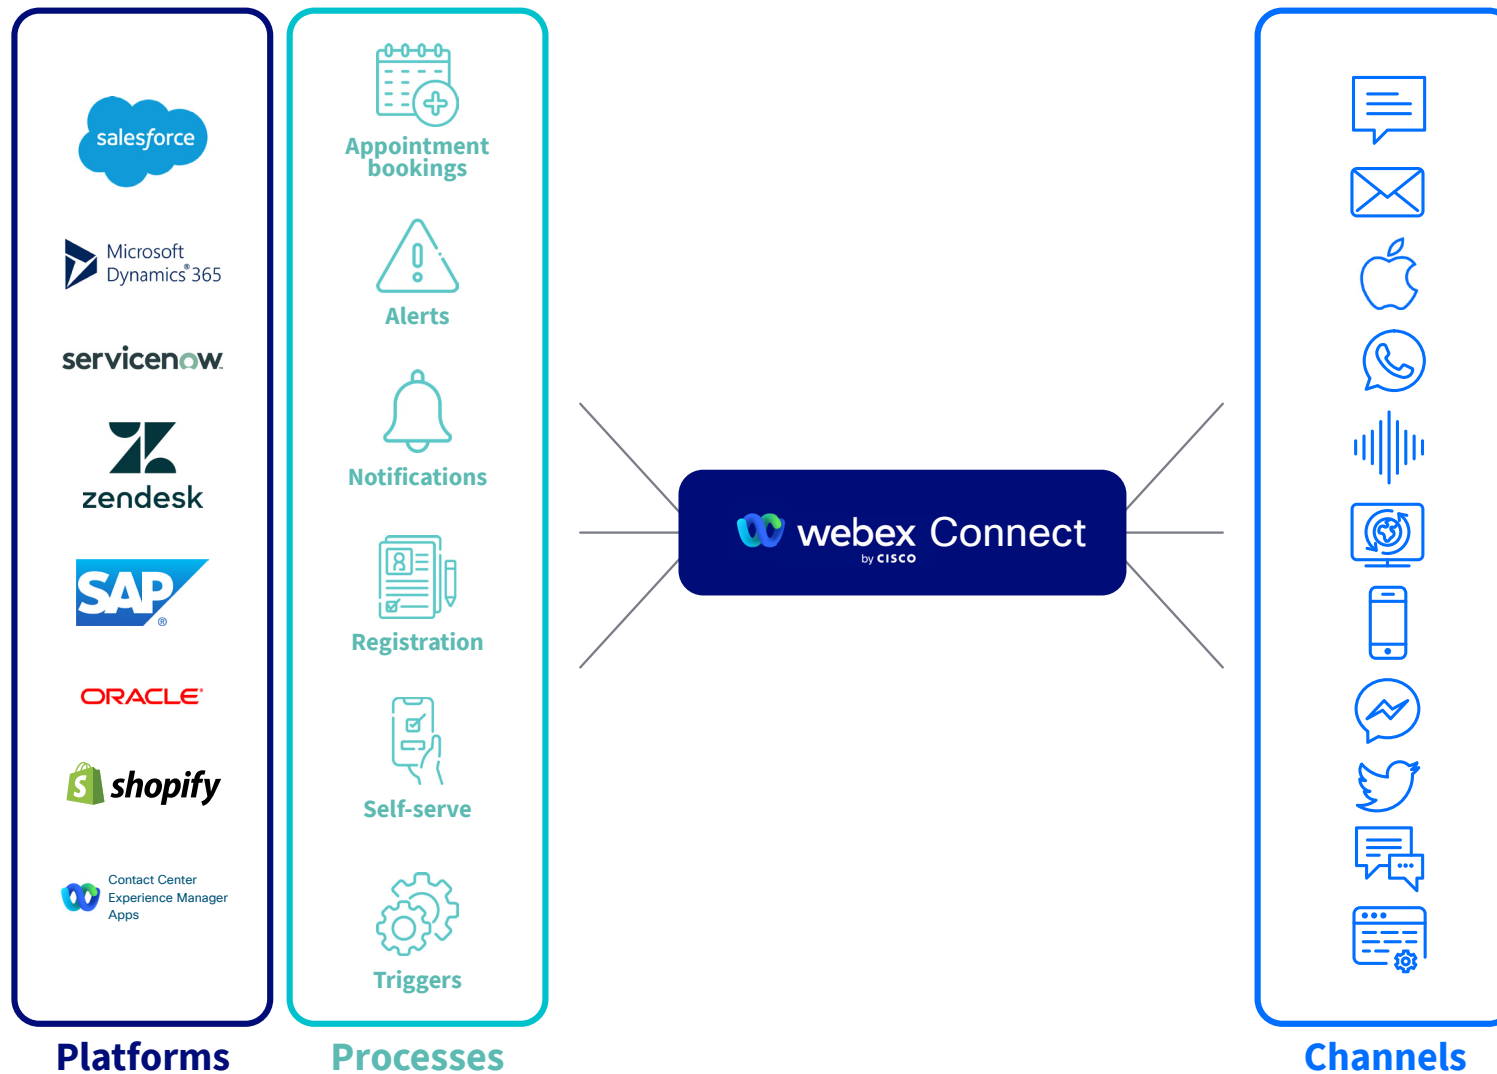 salesforce
Microsoft
Dynamics® 365
servicenow
zendesk
SAP®
ORACLE®
shopify
Contact Center
Experience Manager
Apps
Platforms
Appointment
bookings
Alerts
Notifications
Registration
Self-serve
Triggers
Processes
webex Connect
by CISCO
Channels